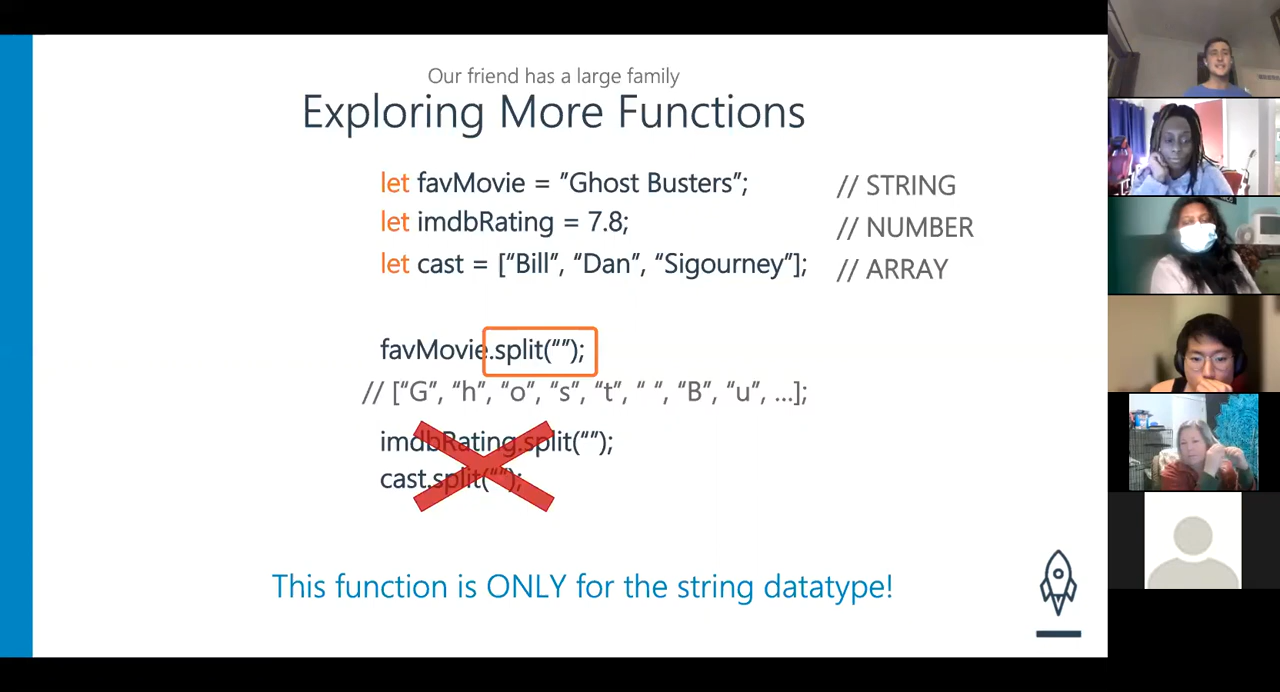 Our friend has a large family
Exploring More Functions
let favMovie = ”Ghost Busters”; // STRING
let imdbRating = 7.8; // NUMBER
let cast = [“Bill”, “Dan”, “Sigourney”]; // ARRAY
favMovie.split(“”);
// [“G”, “h”, “o”, “s”, “t”, “ “, “B”, “u”, ...];
imdbRating.split(“”);
cast.split(“”);
This function is ONLY for the string datatype!